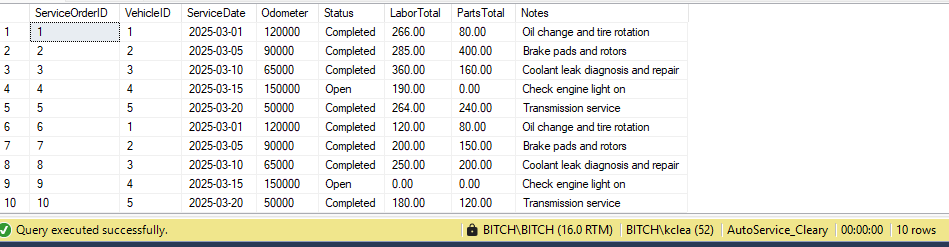 ServiceOrderID VehicleID ServiceDate Odometer Status LaborTotal PartsTotal Notes
1 1 1 2025-03-01 120000 Completed 266.00 80.00 Oil change and tire rotation
2 2 2 2025-03-05 90000 Completed 285.00 400.00 Brake pads and rotors
3 3 3 2025-03-10 65000 Completed 360.00 160.00 Coolant leak diagnosis and repair
4 4 4 2025-03-15 150000 Open 190.00 0.00 Check engine light on
5 5 5 2025-03-20 50000 Completed 264.00 240.00 Transmission service
6 6 1 2025-03-01 120000 Completed 120.00 80.00 Oil change and tire rotation
7 7 2 2025-03-05 90000 Completed 200.00 150.00 Brake pads and rotors
8 8 3 2025-03-10 65000 Completed 250.00 200.00 Coolant leak diagnosis and repair
9 9 4 2025-03-15 150000 Open 0.00 0.00 Check engine light on
10 10 5 2025-03-20 50000 Completed 180.00 120.00 Transmission service
Query executed successfully. BITCH\BITCH (16.0 RTM) BITCH\kclea (52) AutoService_Cleary 00:00:00 10 rows